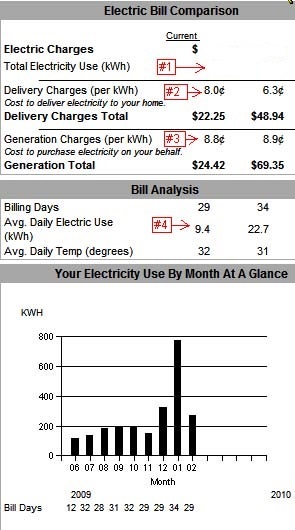 Electric Bill Comparison
Current
Electric Charges $
Total Electricity Use (kWh) #1
Delivery Charges (per kWh) #2 8.0¢ 6.3¢
Cost to deliver electricity to your home.
Delivery Charges Total $22.25 $48.94
Generation Charges (per kWh) #3 8.8¢ 8.9¢
Cost to purchase electricity on your behalf.
Generation Total $24.42 $69.35
Bill Analysis
Billing Days 29 34
Avg. Daily Electric Use #4 9.4 22.7
(kWh)
Avg. Daily Temp (degrees) 32 31
Your Electricity Use By Month At A Glance
KWH
800
600
400
200
0
06 07 08 09 10 11 12 01 02
Month
2009 2010
Bill Days 12 32 28 31 32 29 29 34 29